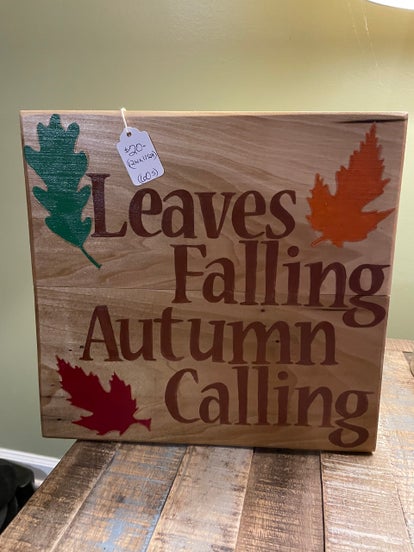 $20-
Leaves
Falling
Autumn
Calling